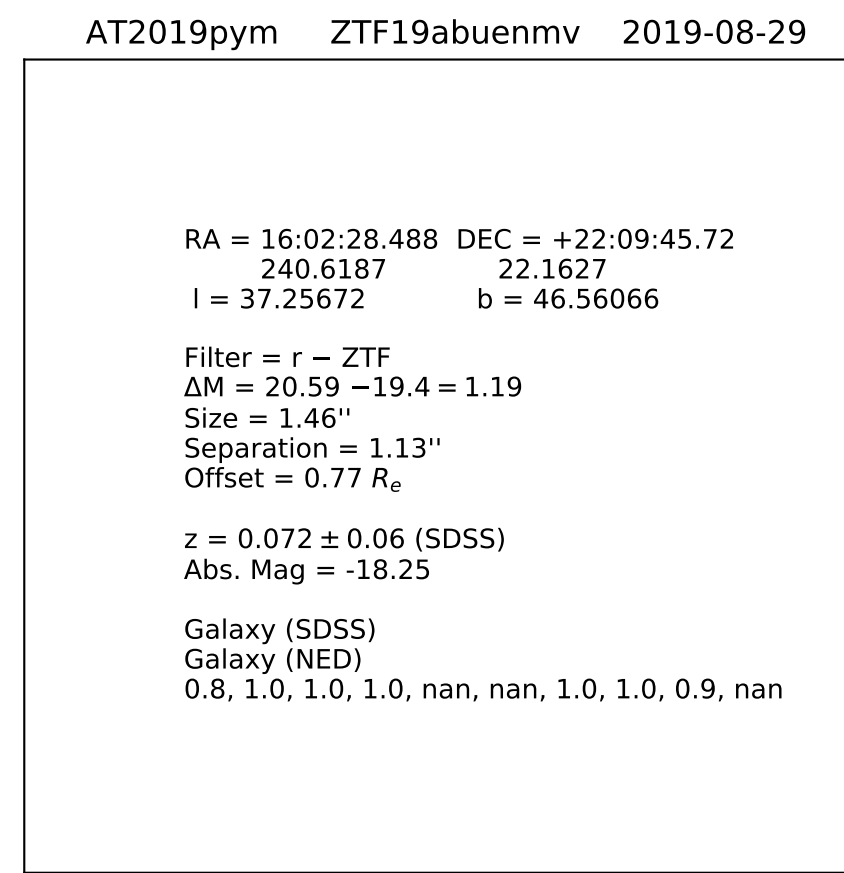 AT2019pym ZTF19abuenmv 2019-08-29
RA = 16:02:28.488 DEC = +22:09:45.72
240.6187 22.1627
l = 37.25672 b = 46.56066
Filter = r − ZTF
ΔM = 20.59 −19.4 = 1.19
Size = 1.46''
Separation = 1.13''
Offset = 0.77 Rₑ
z = 0.072 ± 0.06 (SDSS)
Abs. Mag = -18.25
Galaxy (SDSS)
Galaxy (NED)
0.8, 1.0, 1.0, 1.0, nan, nan, 1.0, 1.0, 0.9, nan